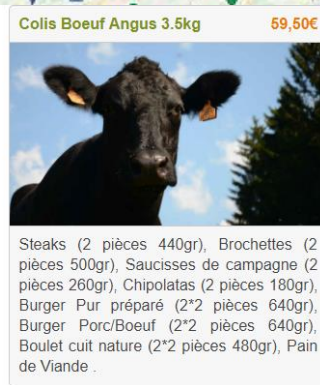 Colis Boeuf Angus 3.5kg 59,50€
Steaks (2 pièces 440gr), Brochettes (2
pièces 500gr), Saucisses de campagne (2
pièces 260gr), Chipolatas (2 pièces 180gr),
Burger Pur préparé (2*2 pièces 640gr),
Burger Porc/Boeuf (2*2 pièces 640gr),
Boulet cuit nature (2*2 pièces 480gr), Pain
de Viande .